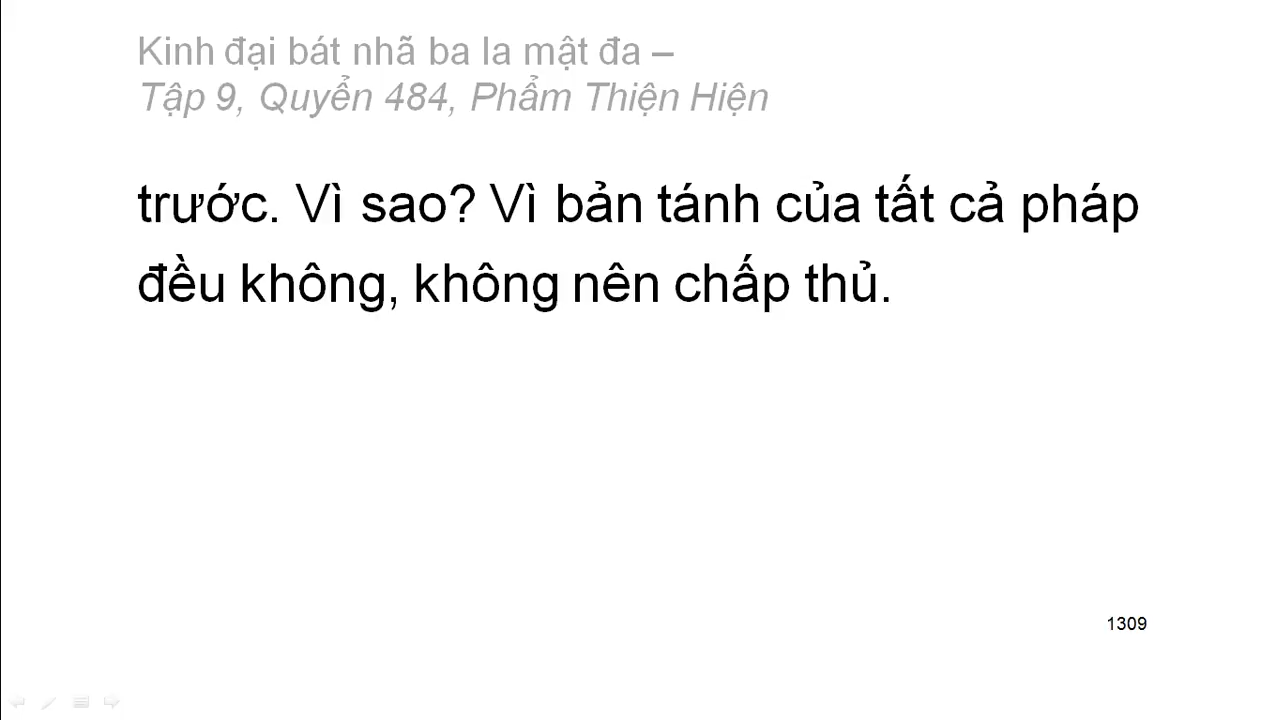 Kinh đại bát nhã ba la mật đa –
Tập 9, Quyển 484, Phẩm Thiện Hiện
trước. Vì sao? Vì bản tánh của tất cả pháp
đều không, không nên chấp thủ.
1309